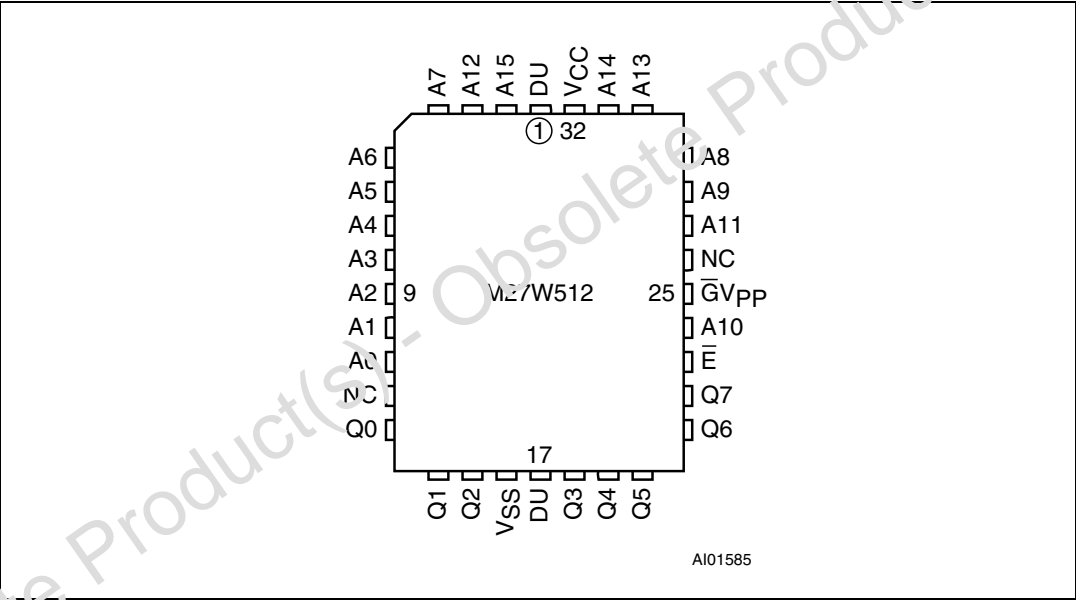 A7 A12 A15 DU VCC A14 A13
1 32
A6 A8
A5 A9
A4 A11
A3 NC
A2 9 M27W512 25 G̅VPP
A1 A10
A0 E̅
NC Q7
Q0 Q6
17
Q1 Q2 VSS DU Q3 Q4 Q5
AI01585
Obsolete Product(s) - Obsolete Product(s)